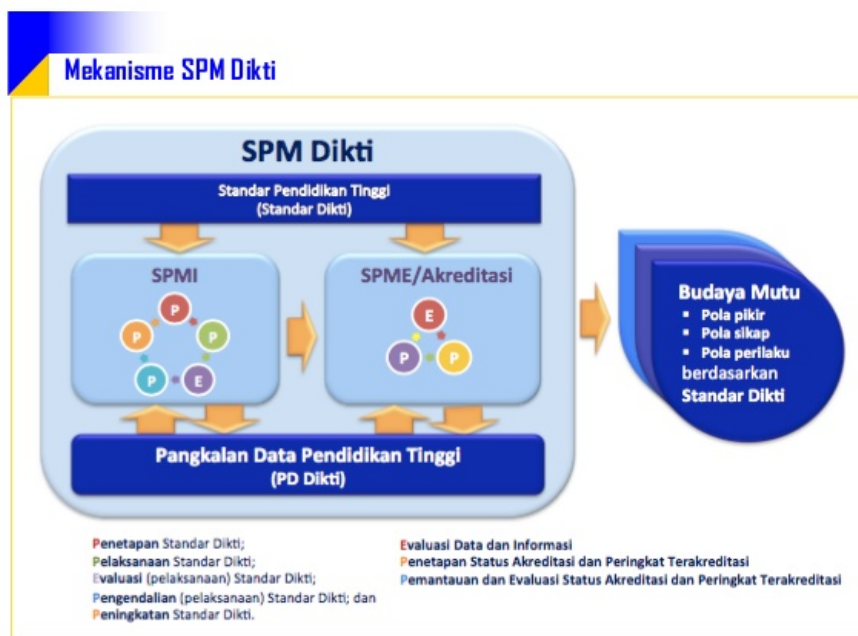 Mekanisme SPM Dikti
SPM Dikti
Standar Pendidikan Tinggi
(Standar Dikti)
SPMI
P
P
P
P
E
SPME/Akreditasi
E
P
P
Budaya Mutu
▪ Pola pikir
▪ Pola sikap
▪ Pola perilaku
berdasarkan
Standar Dikti
Pangkalan Data Pendidikan Tinggi
(PD Dikti)
Penetapan Standar Dikti;
Pelaksanaan Standar Dikti;
Evaluasi (pelaksanaan) Standar Dikti;
Pengendalian (pelaksanaan) Standar Dikti; dan
Peningkatan Standar Dikti.
Evaluasi Data dan Informasi
Penetapan Status Akreditasi dan Peringkat Terakreditasi
Pemantauan dan Evaluasi Status Akreditasi dan Peringkat Terakreditasi